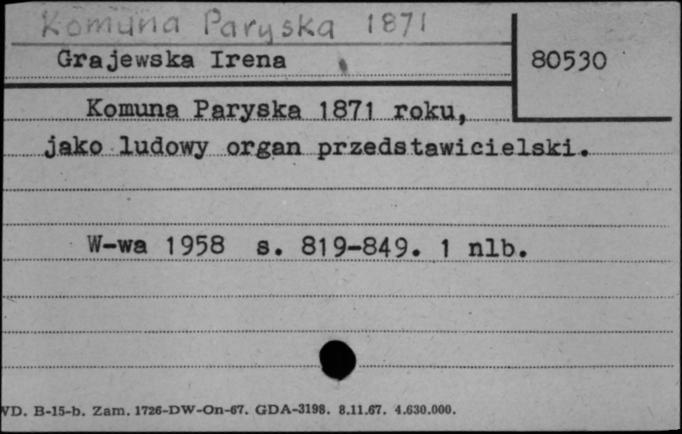 Komuna Paryska 1871
Grajewska Irena
80530
Komuna Paryska 1871 roku,
jako ludowy organ przedstawicielski.
W-wa 1958 s. 819-849. 1 nlb.
VD. B-15-b. Zam. 1726-DW-On-67. GDA-3198. 8.11.67. 4.630.000.